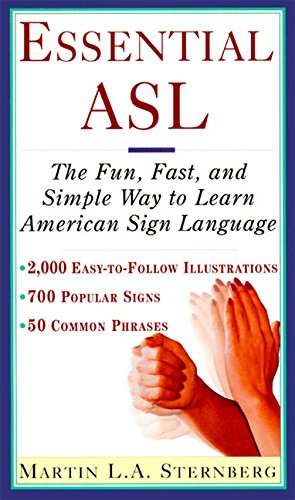 ESSENTIAL
ASL
The Fun, Fast, and
Simple Way to Learn
American Sign Language
• 2,000 EASY-TO-FOLLOW ILLUSTRATIONS
• 700 POPULAR SIGNS
• 50 COMMON PHRASES
MARTIN L.A. STERNBERG